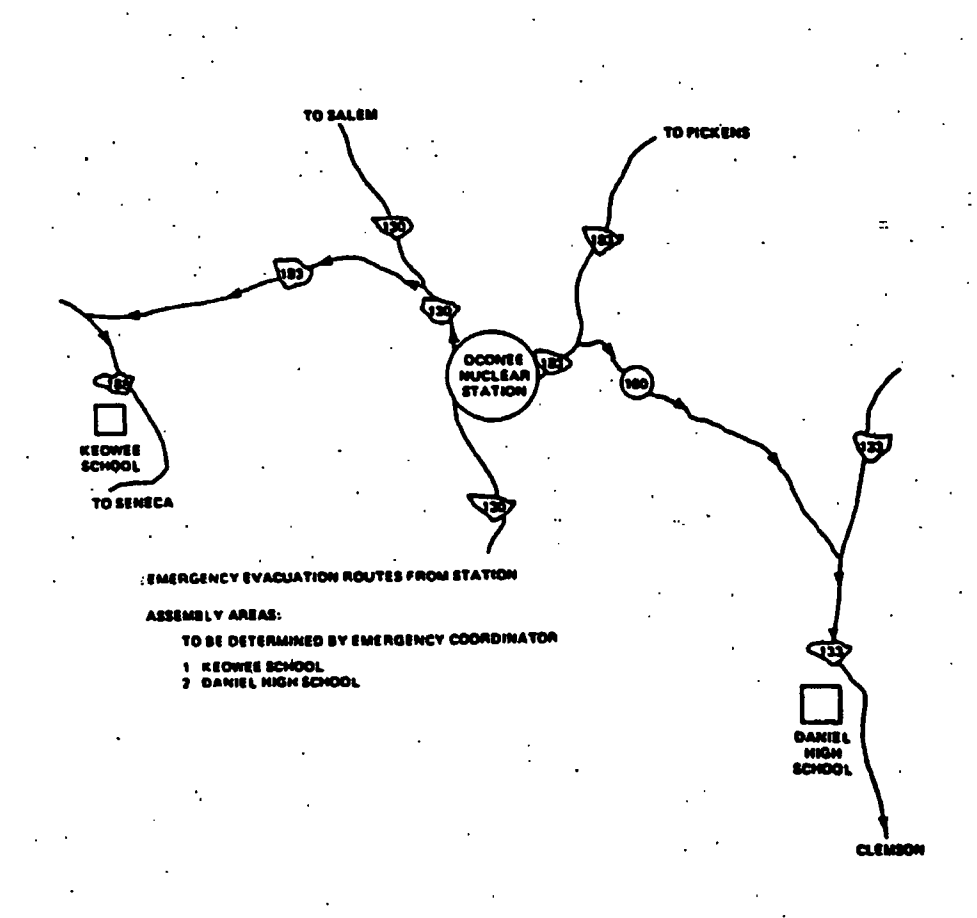 TO SALEM
TO PICKENS
130
183
183
130
OCONEE
NUCLEAR
STATION
183
160
133
KEOWEE
SCHOOL
TO SENECA
130
EMERGENCY EVACUATION ROUTES FROM STATION
ASSEMBLY AREAS:
TO BE DETERMINED BY EMERGENCY COORDINATOR
1 KEOWEE SCHOOL
2 DANIEL HIGH SCHOOL
133
DANIEL
HIGH
SCHOOL
CLEMSON